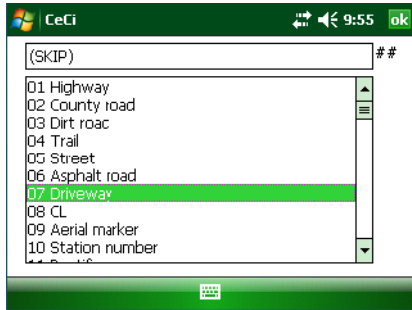 CeCi 9:55 ok
(SKIP) ##
01 Highway
02 County road
03 Dirt roac
04 Trail
05 Street
06 Asphalt road
07 Driveway
08 CL
09 Aerial marker
10 Station number